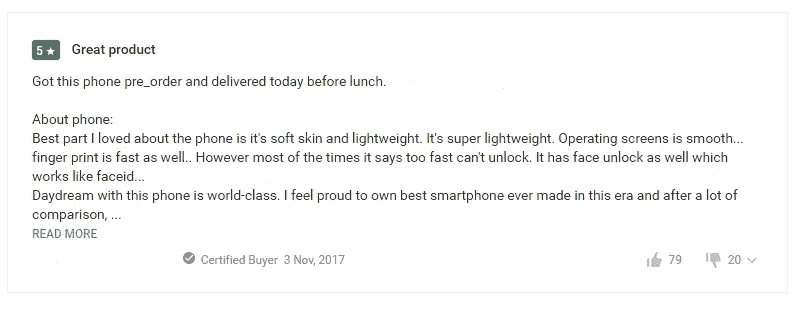 5 ★ Great product
Got this phone pre_order and delivered today before lunch.
About phone:
Best part I loved about the phone is it's soft skin and lightweight. It's super lightweight. Operating screens is smooth...
finger print is fast as well.. However most of the times it says too fast can't unlock. It has face unlock as well which
works like faceid...
Daydream with this phone is world-class. I feel proud to own best smartphone ever made in this era and after a lot of
comparison, ...
READ MORE
Certified Buyer 3 Nov, 2017 79 20